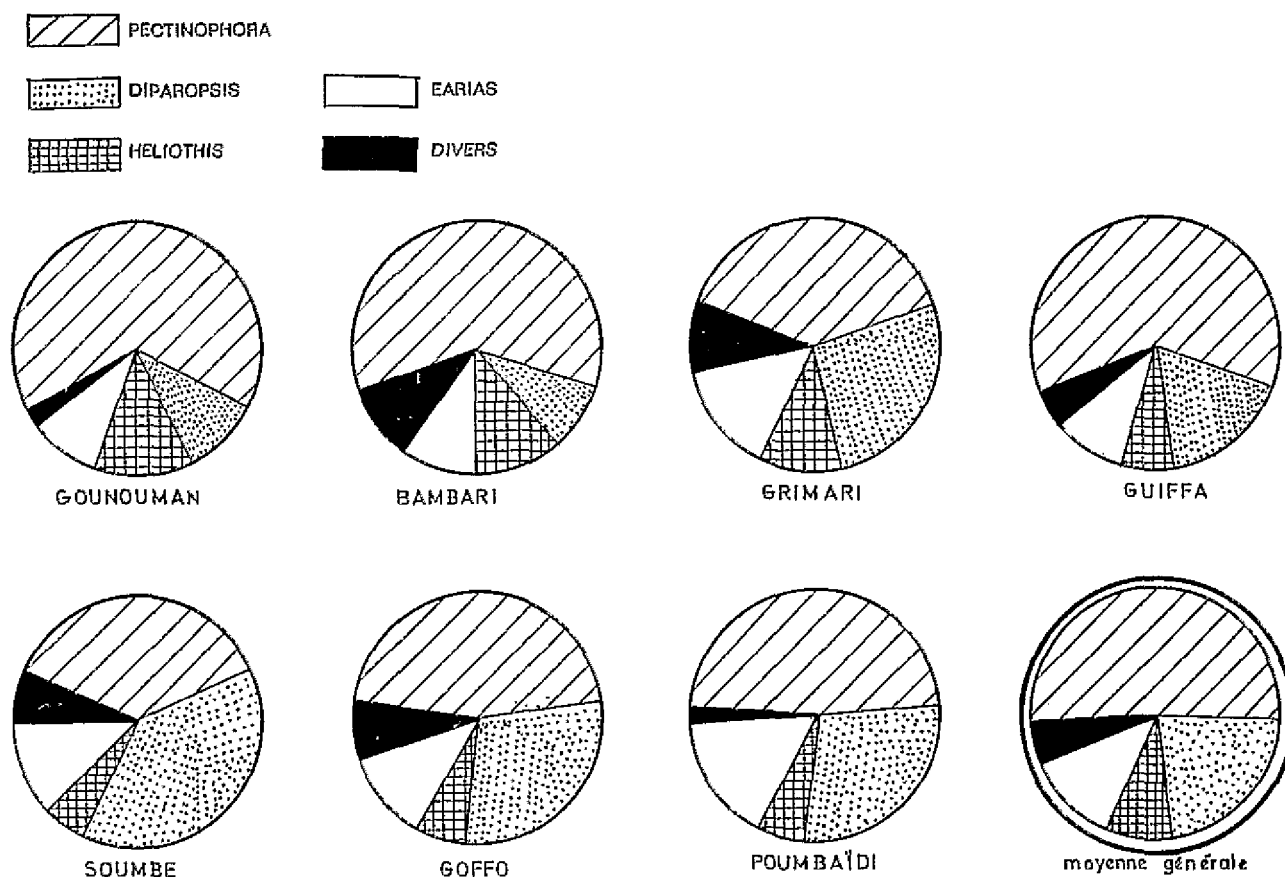 PECTINOPHORA
DIPAROPSIS
EARIAS
HELIOTHIS
DIVERS
GOUNOUMAN
BAMBARI
GRIMARI
GUIFFA
SOUMBE
GOFFO
POUMBAÏDI
moyenne générale